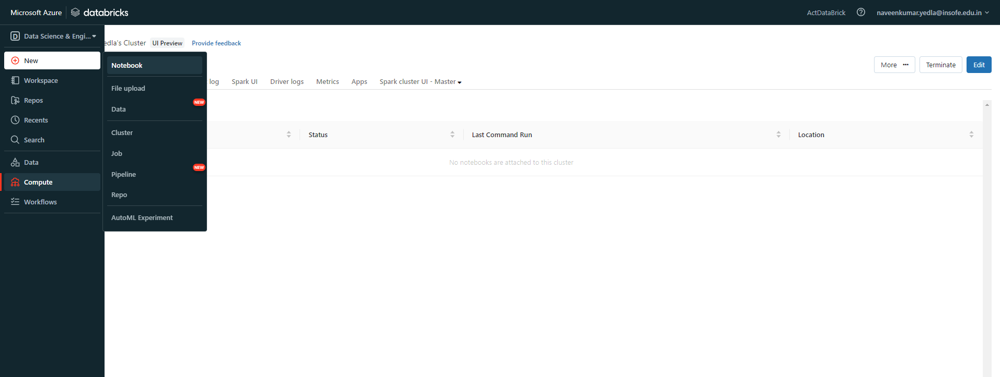 Microsoft Azure databricks ActDataBrick naveenkumar.yedla@insofe.edu.in
Data Science & Engi...
edla's Cluster UI Preview Provide feedback
New
Workspace
Repos
Recents
Search
Data
Compute
Workflows
Notebook
File upload
NEW
Data
Cluster
Job
NEW
Pipeline
Repo
AutoML Experiment
More ••• Terminate Edit
log Spark UI Driver logs Metrics Apps Spark cluster UI - Master
Status Last Command Run Location
No notebooks are attached to this cluster